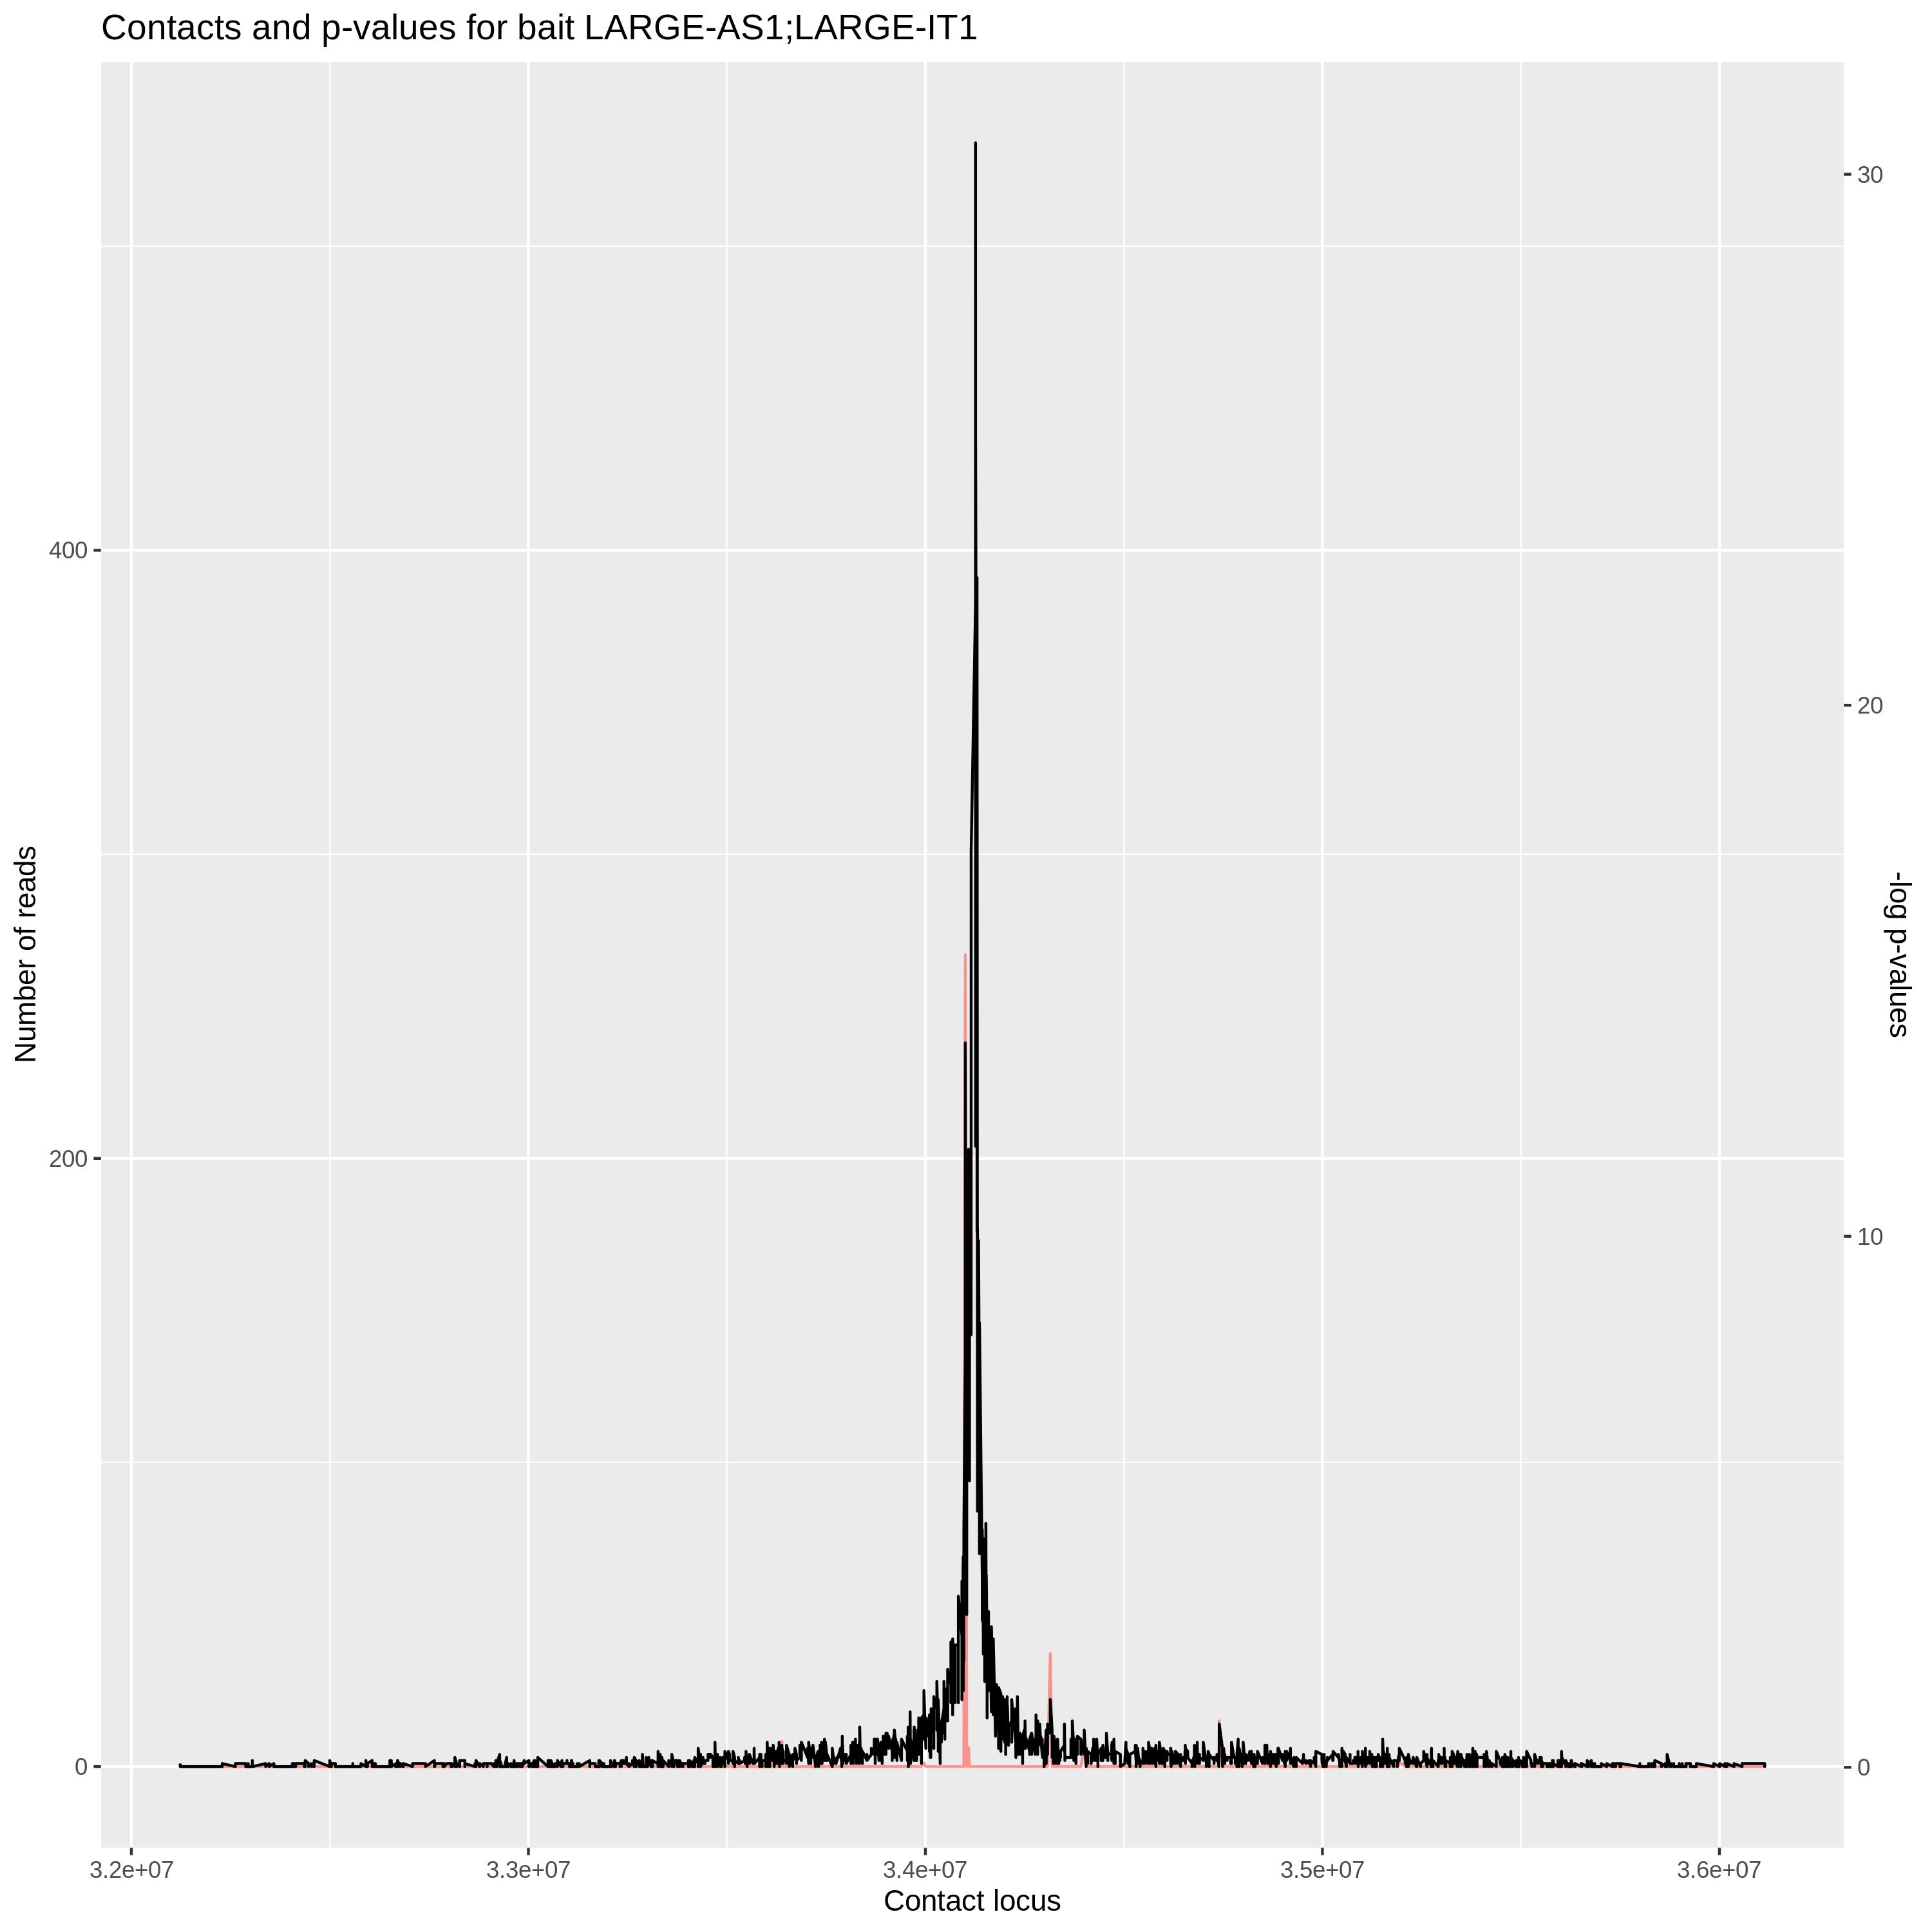 Contacts and p-values for bait LARGE-AS1;LARGE-IT1
Number of reads
400
200
0
30
20
10
0
-log p-values
3.2e+07 3.3e+07 3.4e+07 3.5e+07 3.6e+07
Contact locus